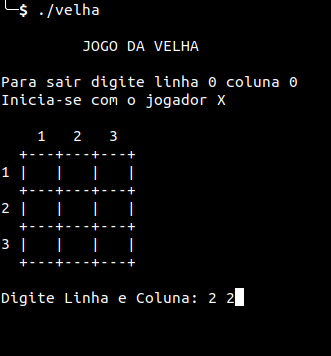 ╰─$ ./velha
JOGO DA VELHA
Para sair digite linha 0 coluna 0
Inicia-se com o jogador X
1   2   3
+---+---+---+
1 |   |   |   |
+---+---+---+
2 |   |   |   |
+---+---+---+
3 |   |   |   |
+---+---+---+
Digite Linha e Coluna: 2 2